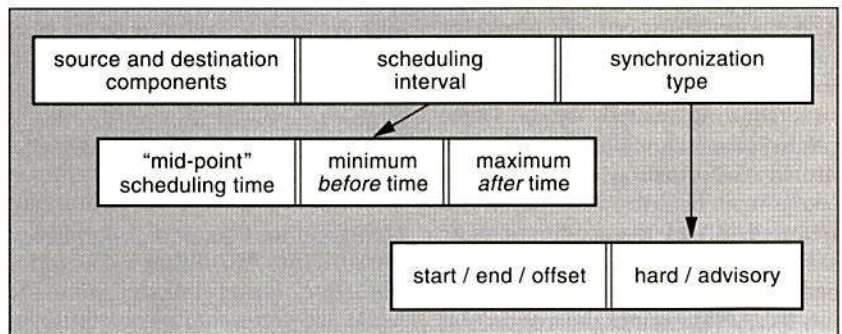 source and destination
components
scheduling
interval
synchronization
type
“mid-point”
scheduling time
minimum
before time
maximum
after time
start / end / offset
hard / advisory